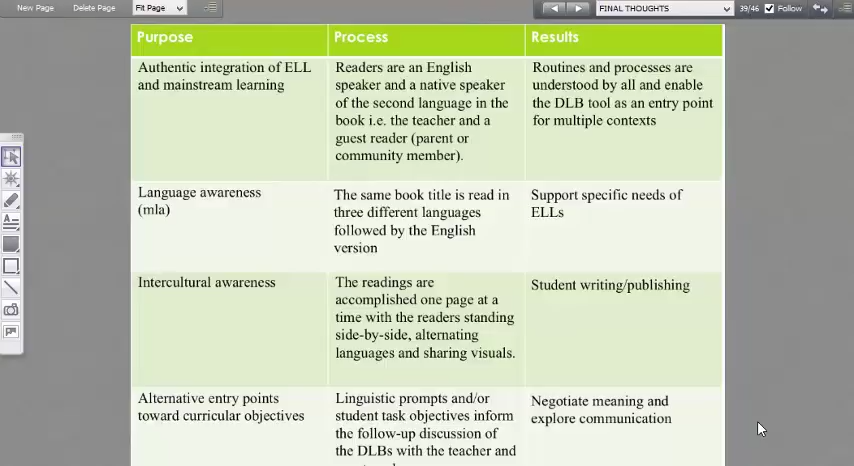 New Page
Delete Page
Fit Page
FINAL THOUGHTS
39/46
Follow
Purpose
Process
Results
Authentic integration of ELL
and mainstream learning
Readers are an English
speaker and a native speaker
of the second language in the
book i.e. the teacher and a
guest reader (parent or
community member).
Routines and processes are
understood by all and enable
the DLB tool as an entry point
for multiple contexts
Language awareness
(mla)
The same book title is read in
three different languages
followed by the English
version
Support specific needs of
ELLs
Intercultural awareness
The readings are
accomplished one page at a
time with the readers standing
side-by-side, alternating
languages and sharing visuals.
Student writing/publishing
Alternative entry points
toward curricular objectives
Linguistic prompts and/or
student task objectives inform
the follow-up discussion of
the DLBs with the teacher and
Negotiate meaning and
explore communication